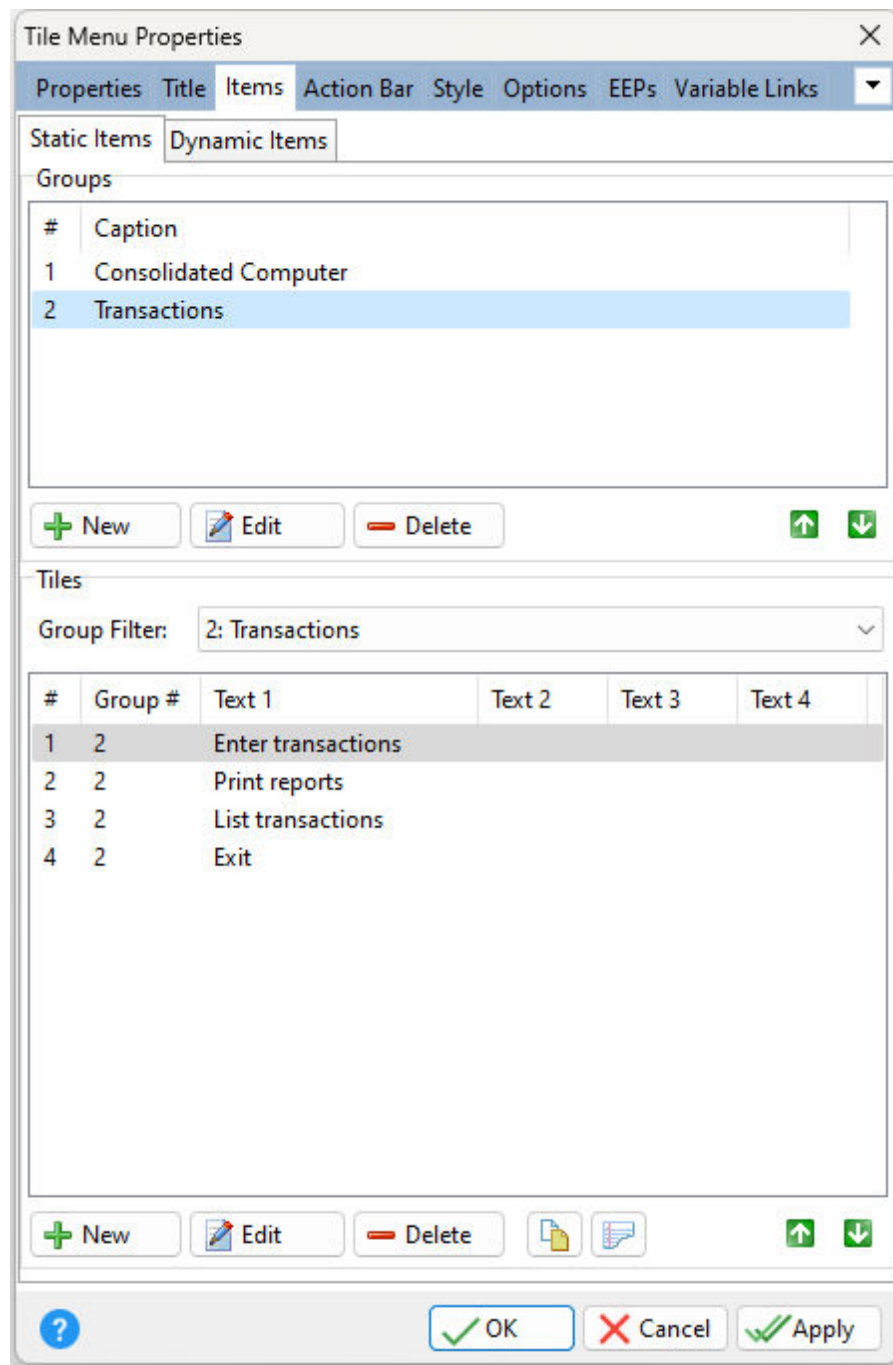 Tile Menu Properties
Properties Title Items Action Bar Style Options EEPs Variable Links
Static Items Dynamic Items
Groups
# Caption
1 Consolidated Computer
2 Transactions
New Edit Delete
Tiles
Group Filter: 2: Transactions
# Group # Text 1 Text 2 Text 3 Text 4
1 2 Enter transactions
2 2 Print reports
3 2 List transactions
4 2 Exit
New Edit Delete
? OK Cancel Apply